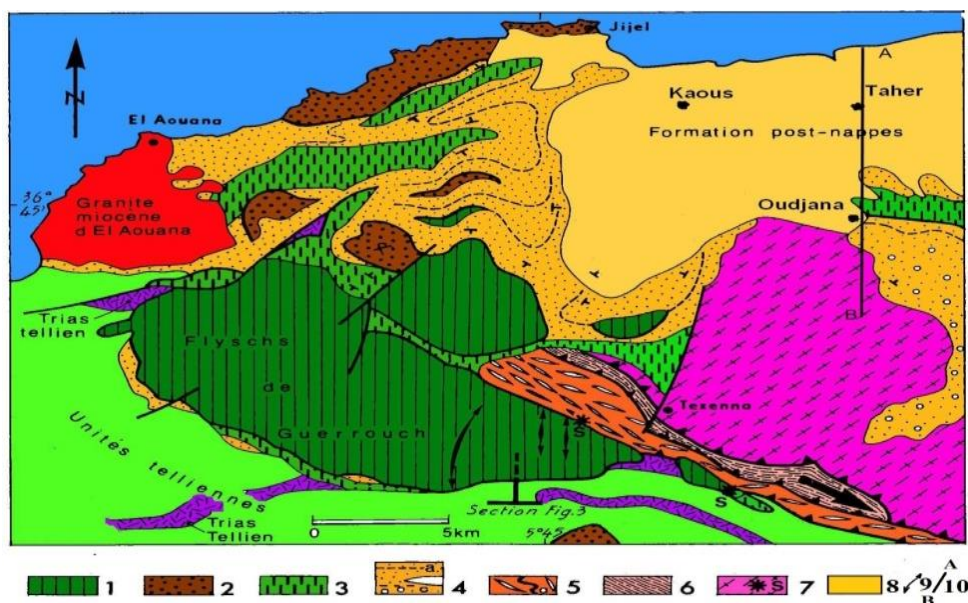 Jijel
A
N
Kaous
Taher
El Aouana
Formation post-nappes
36°
45'
Granite
miocène
d El Aouana
Oudjana
B
Trias
tellien
Flyschs
de
Guerrouch
Texenna
S
Unités telliennes
S
Section Fig.3
Trias
Tellien
0 5km
5°45
1 2 3 a 4 5 6 S 7 8 9 A B 10